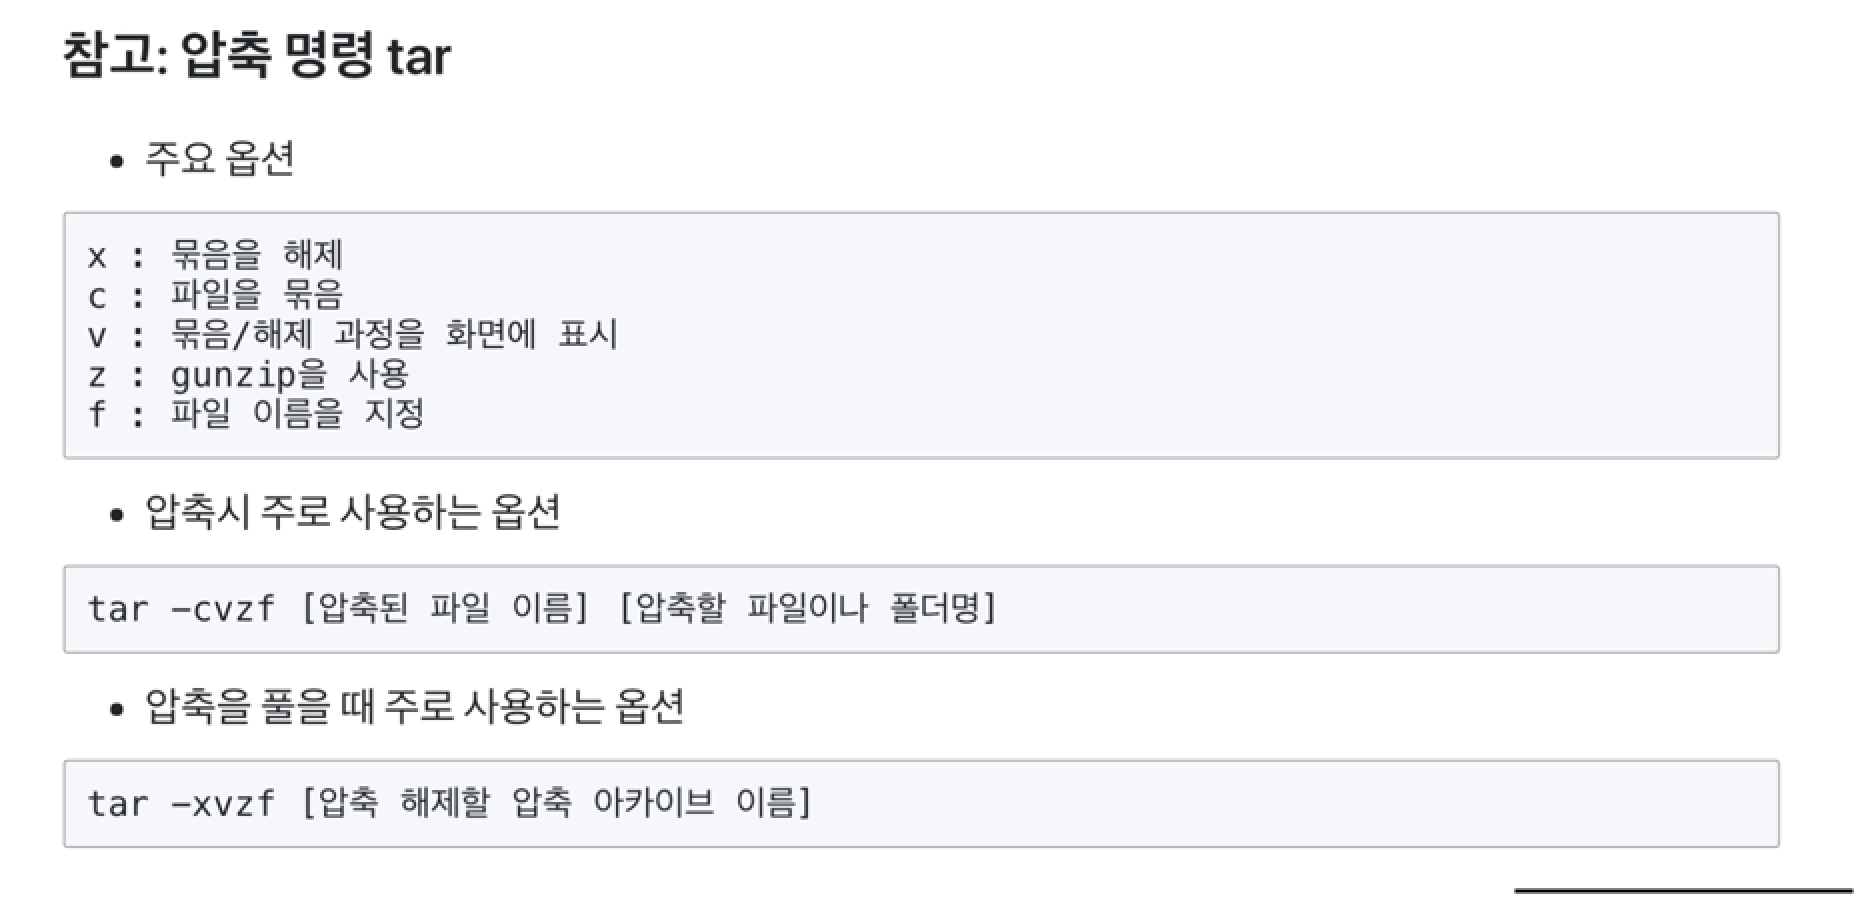 참고: 압축 명령 tar
• 주요 옵션
x : 묶음을 해제
c : 파일을 묶음
v : 묶음/해제 과정을 화면에 표시
z : gunzip을 사용
f : 파일 이름을 지정
• 압축시 주로 사용하는 옵션
tar -cvzf [압축된 파일 이름] [압축할 파일이나 폴더명]
• 압축을 풀을 때 주로 사용하는 옵션
tar -xvzf [압축 해제할 압축 아카이브 이름]